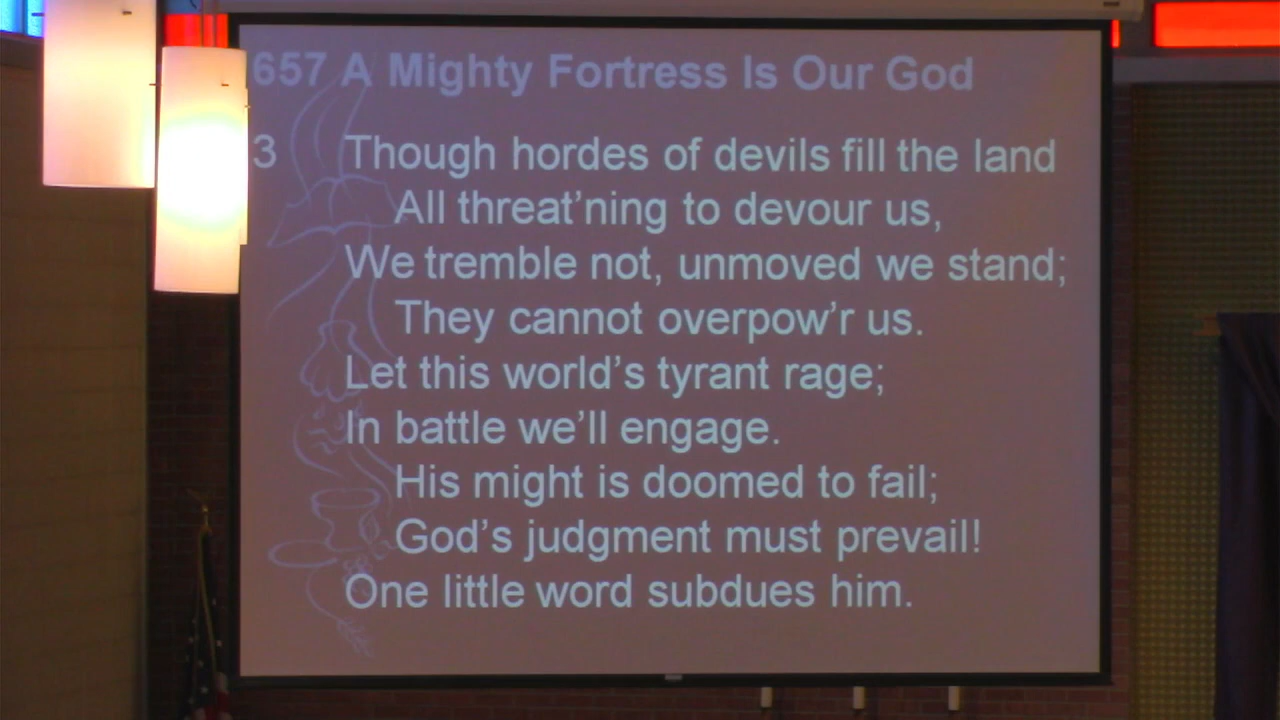 657 A Mighty Fortress Is Our God
3 Though hordes of devils fill the land
All threat’ning to devour us,
We tremble not, unmoved we stand;
They cannot overpow’r us.
Let this world’s tyrant rage;
In battle we’ll engage.
His might is doomed to fail;
God’s judgment must prevail!
One little word subdues him.